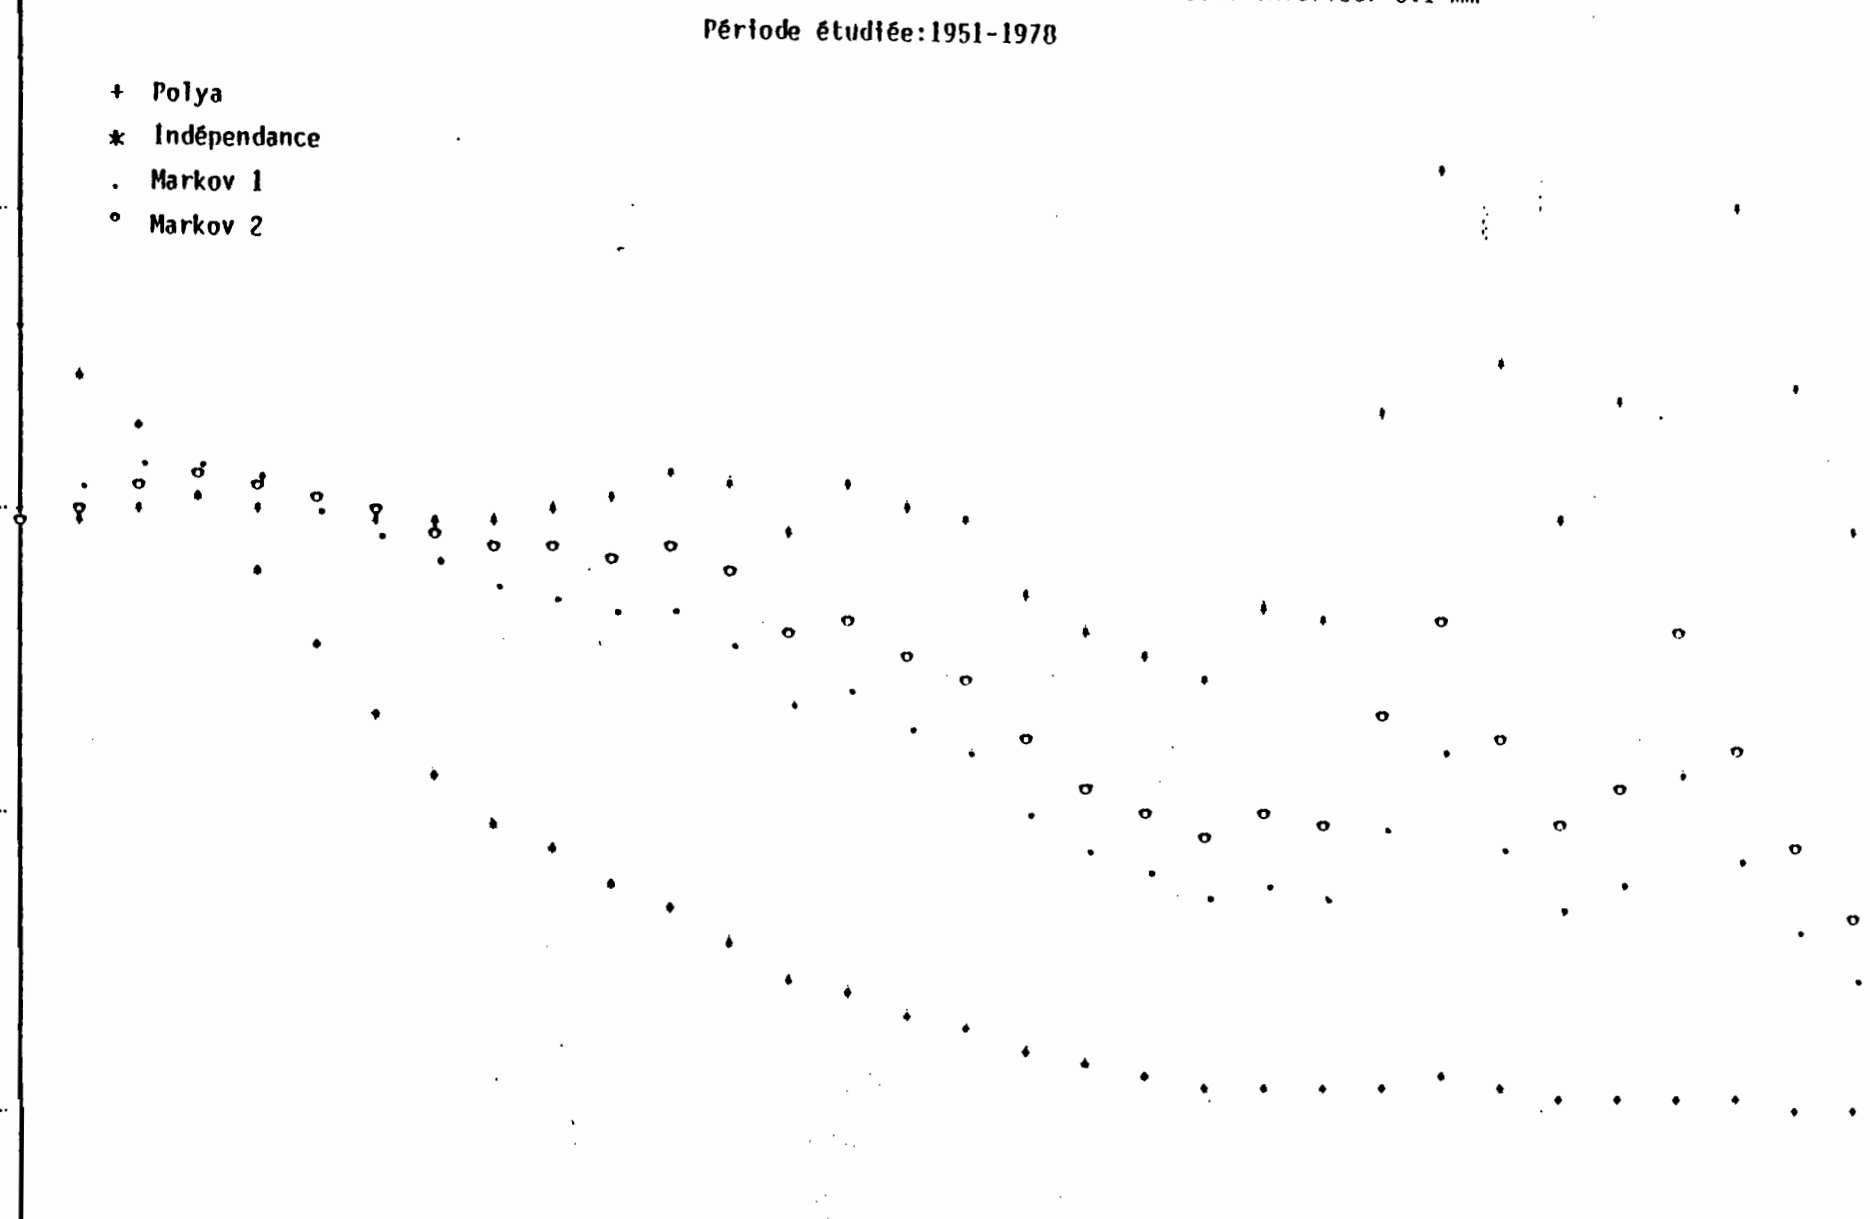 Période étudiée:1951-1978
+ Polya
* Indépendance
. Markov 1
° Markov 2